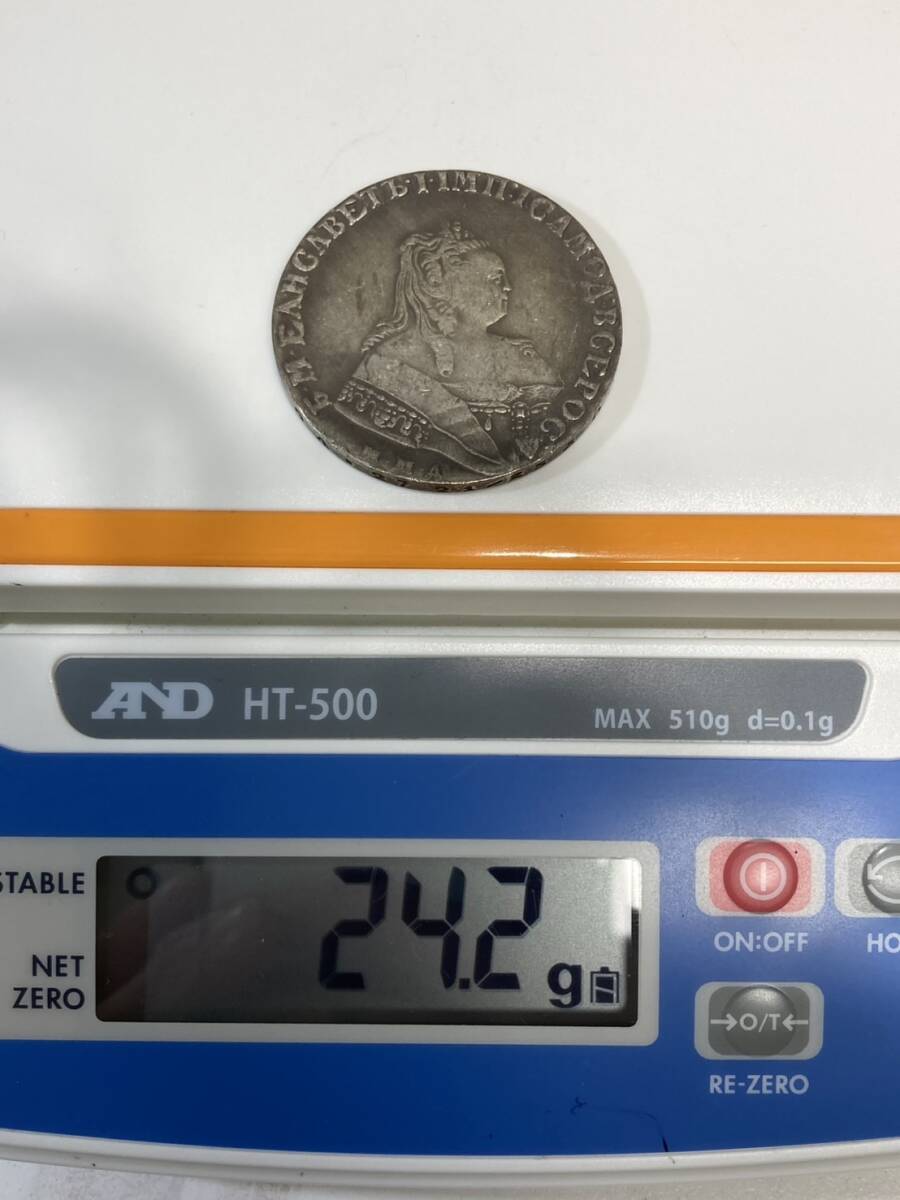 Б·М·ЕЛИСАВЕТЪ·I·IМП:IСАМОД:ВСЕРОС:
М.М.Д
AND HT-500 MAX 510g d=0.1g
STABLE
24.2 g
NET
ZERO
ON:OFF
HO
→O/T←
RE-ZERO